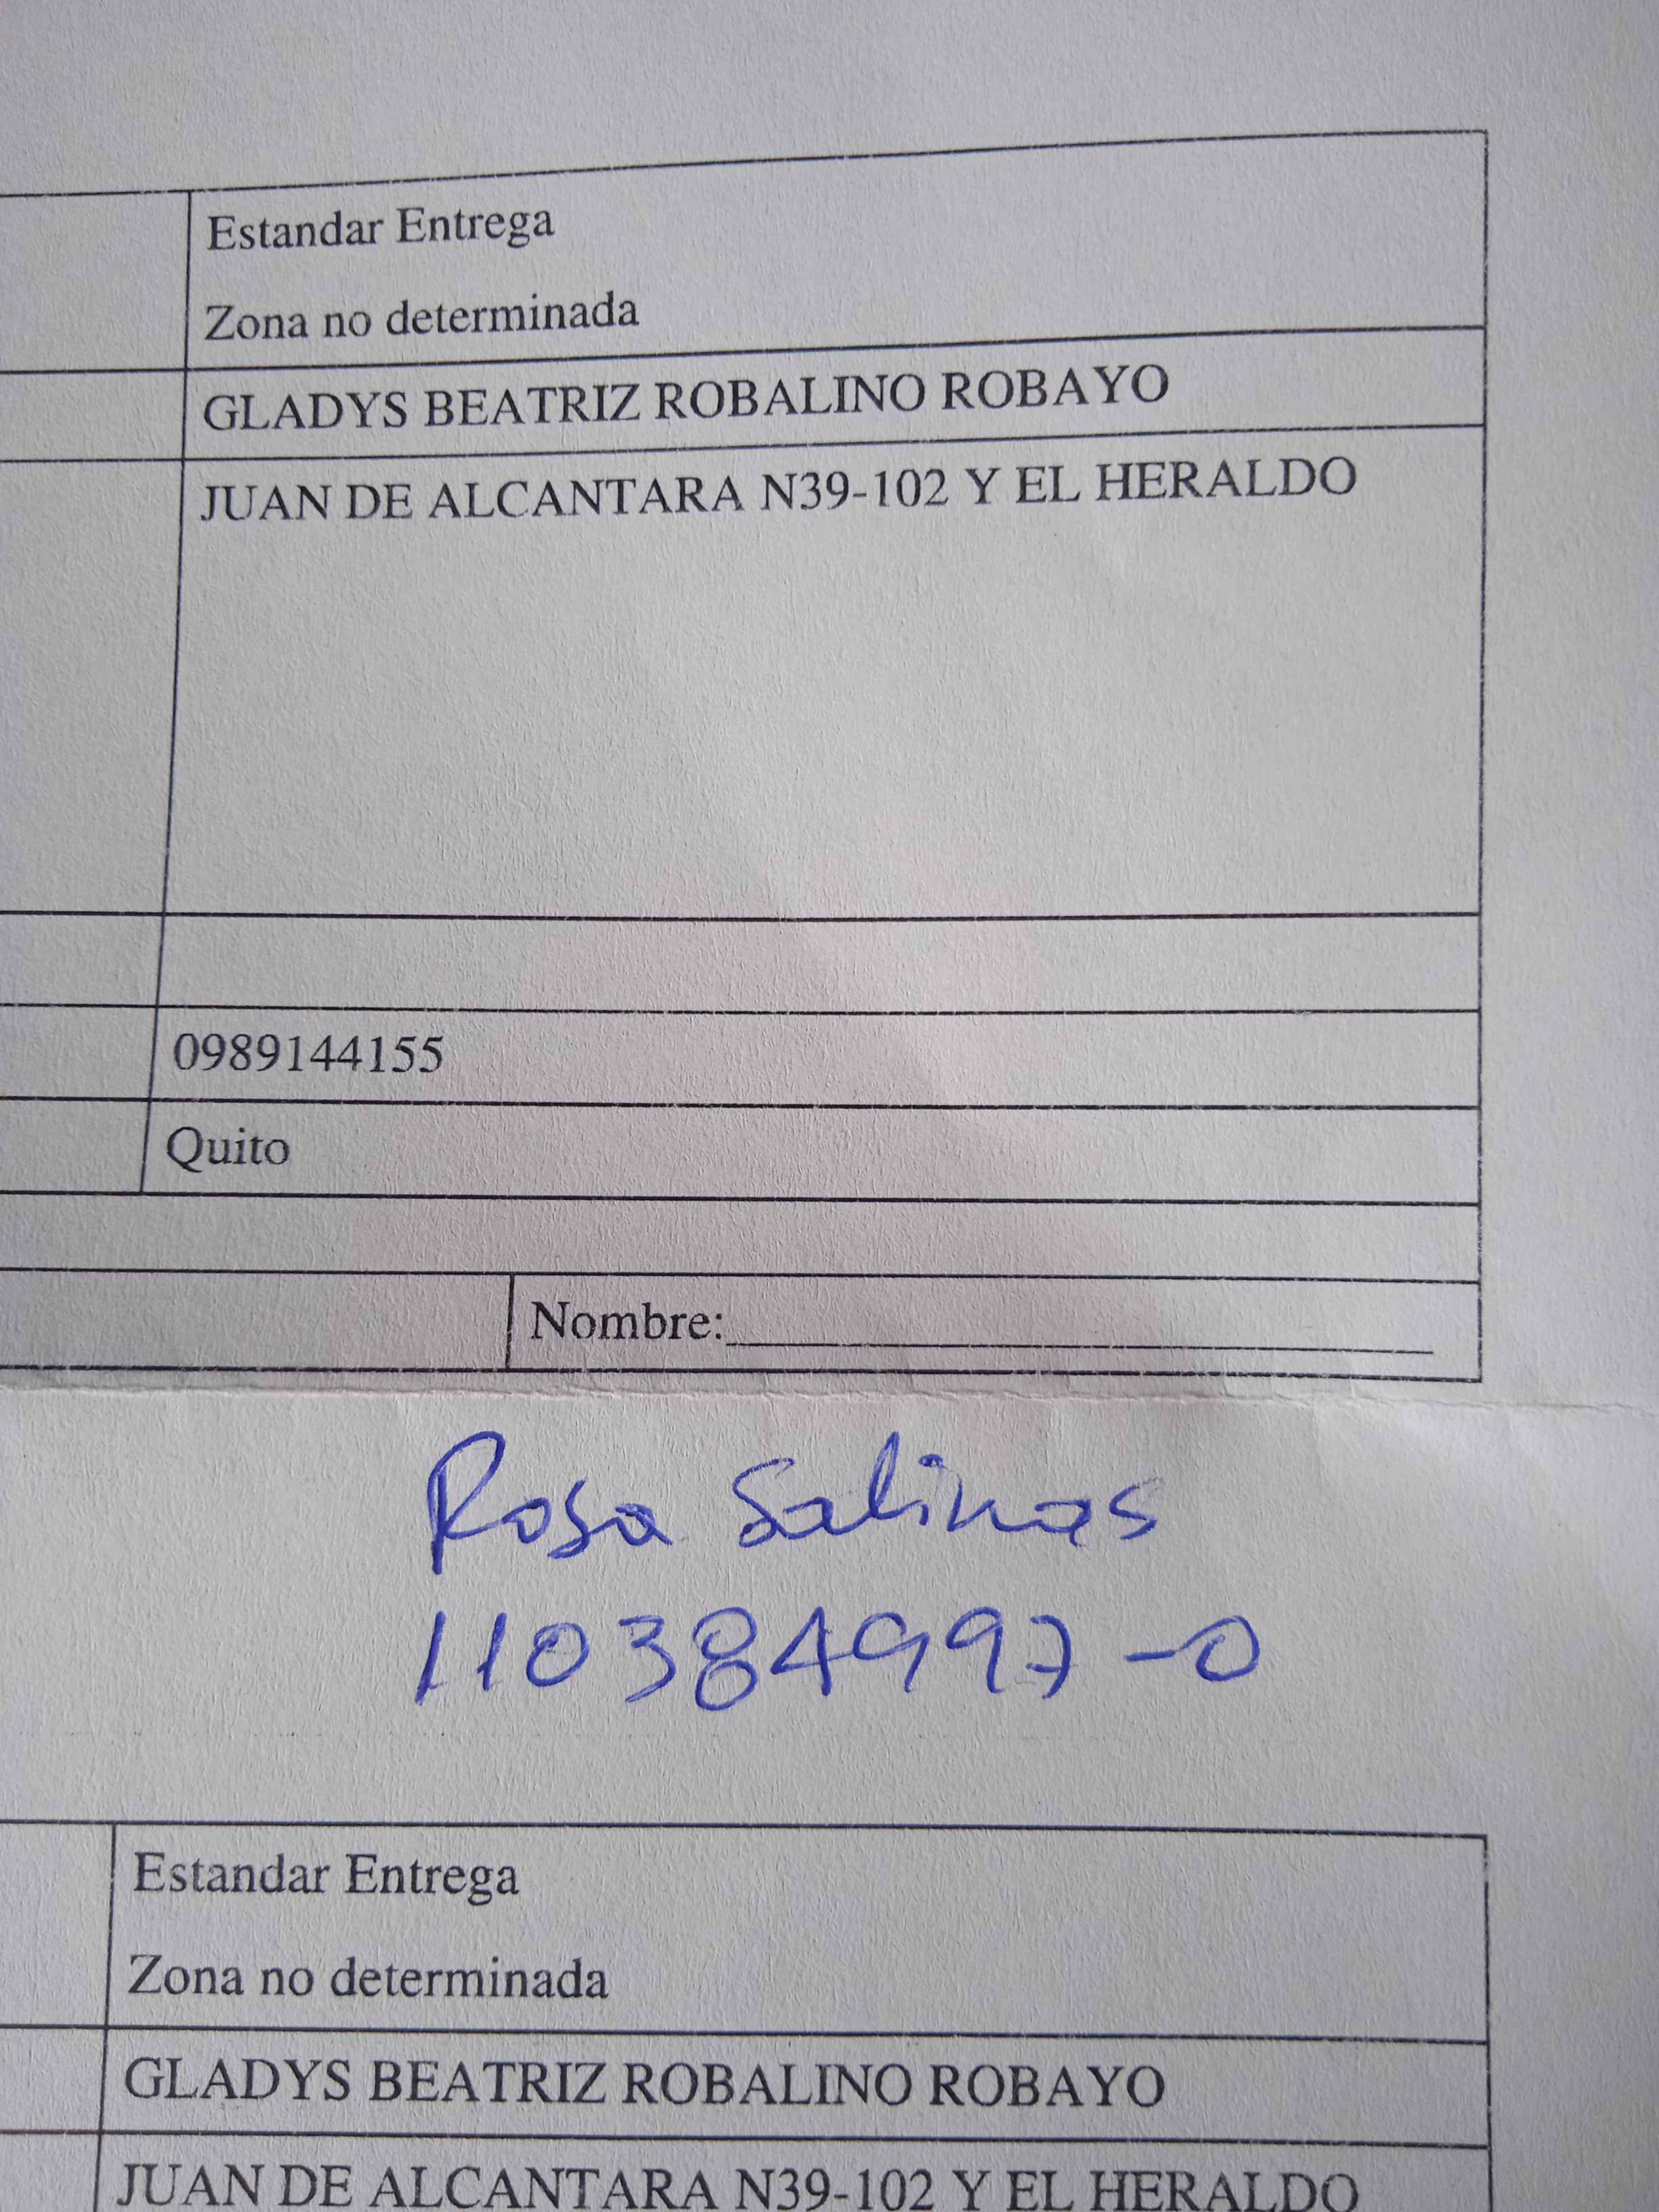 Estandar Entrega
Zona no determinada
GLADYS BEATRIZ ROBALINO ROBAYO
JUAN DE ALCANTARA N39-102 Y EL HERALDO
0989144155
Quito
Nombre:
Rosa Salinas
110384997-0
Estandar Entrega
Zona no determinada
GLADYS BEATRIZ ROBALINO ROBAYO
JUAN DE ALCANTARA N39-102 Y EL HERALDO